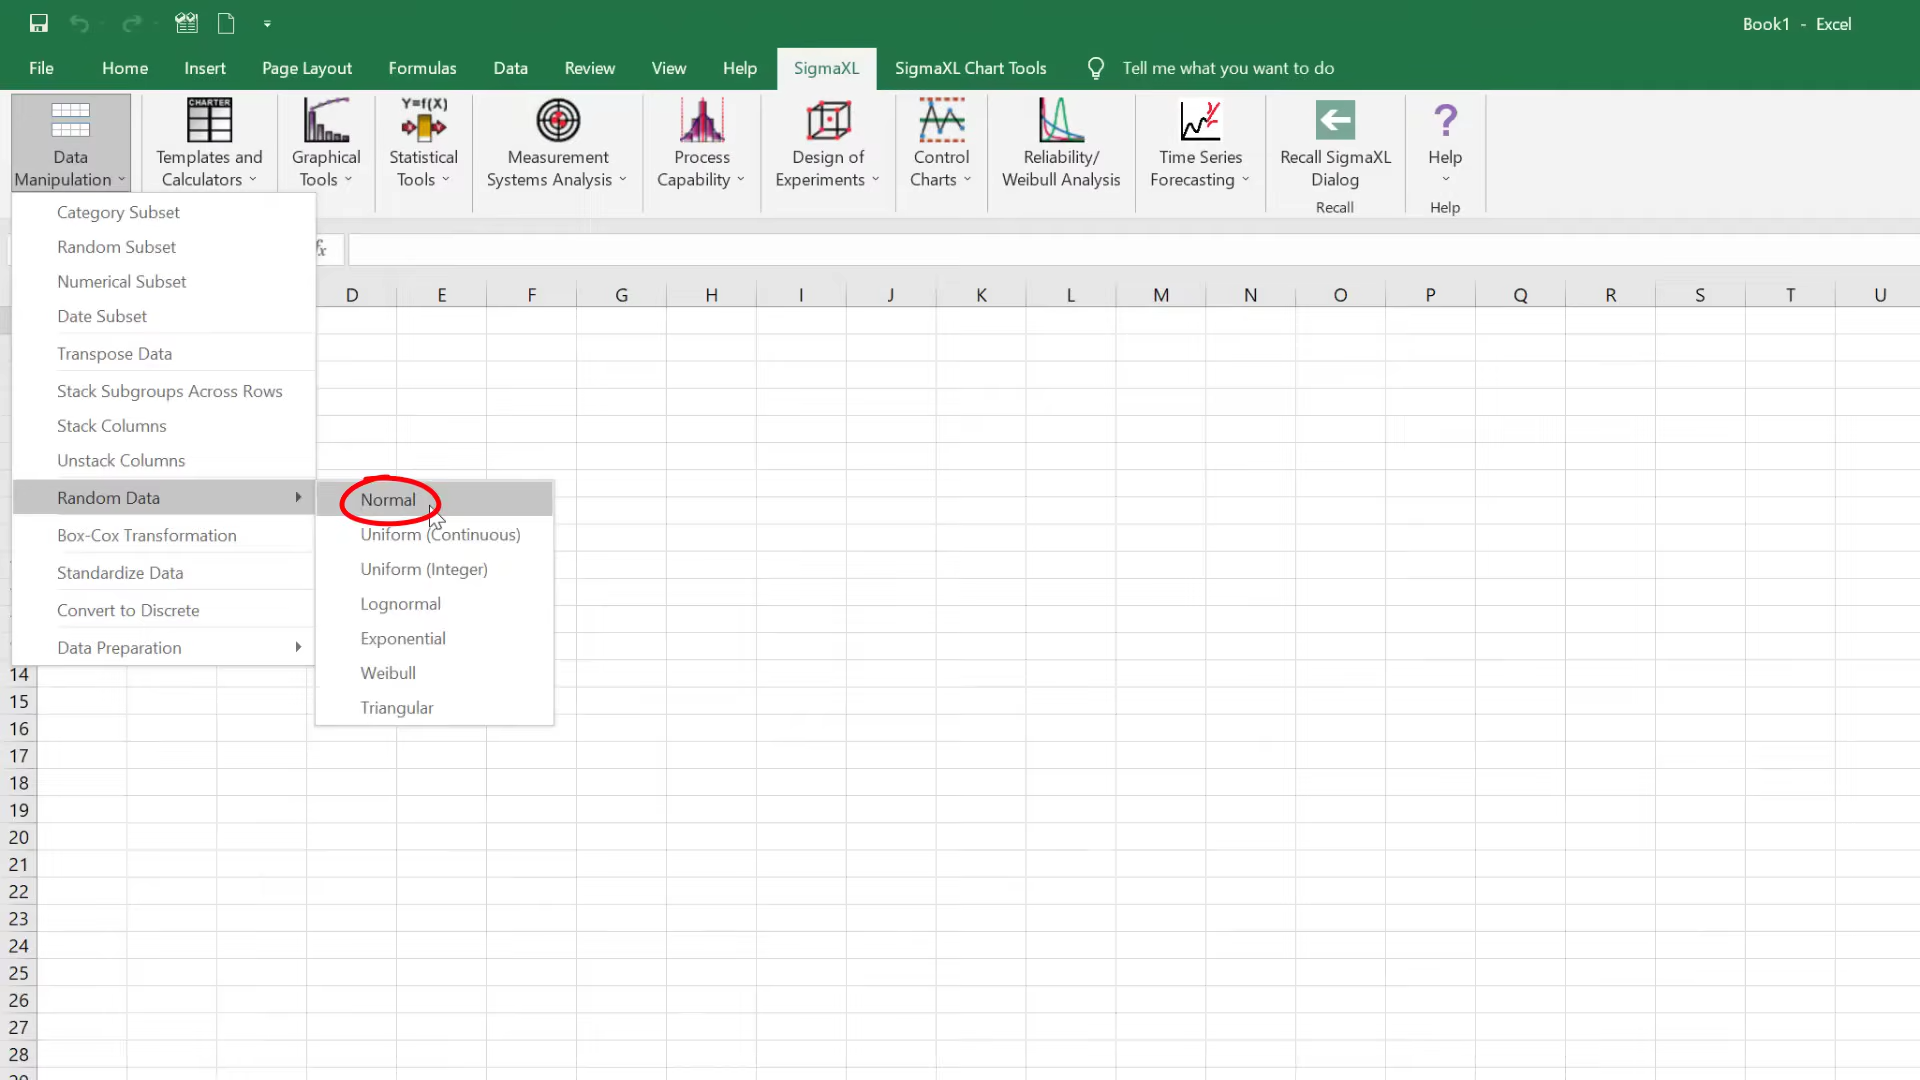 Book1 - Excel
File Home Insert Page Layout Formulas Data Review View Help SigmaXL SigmaXL Chart Tools Tell me what you want to do
Data Manipulation
CHARTER
Templates and Calculators
Graphical Tools
Y=f(X)
Statistical Tools
Measurement Systems Analysis
Process Capability
Design of Experiments
Control Charts
Reliability/ Weibull Analysis
Time Series Forecasting
Recall SigmaXL Dialog
Recall
? Help
Help
Category Subset
Random Subset
Numerical Subset
Date Subset
Transpose Data
Stack Subgroups Across Rows
Stack Columns
Unstack Columns
Random Data
Box-Cox Transformation
Standardize Data
Convert to Discrete
Data Preparation
Normal
Uniform (Continuous)
Uniform (Integer)
Lognormal
Exponential
Weibull
Triangular
fx
D E F G H I J K L M N O P Q R S T U
14
15
16
17
18
19
20
21
22
23
24
25
26
27
28